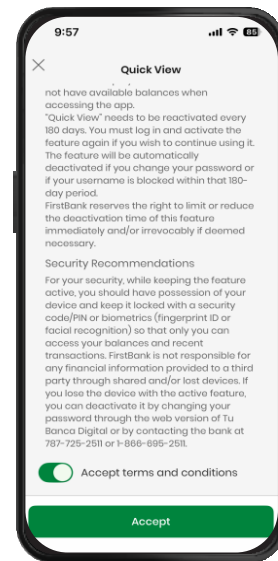 9:57
85
Quick View
not have available balances when
accessing the app.
"Quick View" needs to be reactivated every
180 days. You must log in and activate the
feature again if you wish to continue using it.
The feature will be automatically
deactivated if you change your password or
if your username is blocked within that 180-
day period.
FirstBank reserves the right to limit or reduce
the deactivation time of this feature
immediately and/or irrevocably if deemed
necessary.
Security Recommendations
For your security, while keeping the feature
active, you should have possession of your
device and keep it locked with a security
code/PIN or biometrics (fingerprint ID or
facial recognition) so that only you can
access your balances and recent
transactions. FirstBank is not responsible for
any financial information provided to a third
party through shared and/or lost devices. If
you lose the device with the active feature,
you can deactivate it by changing your
password through the web version of Tu
Banca Digital or by contacting the bank at
787-725-2511 or 1-866-695-2511.
Accept terms and conditions
Accept